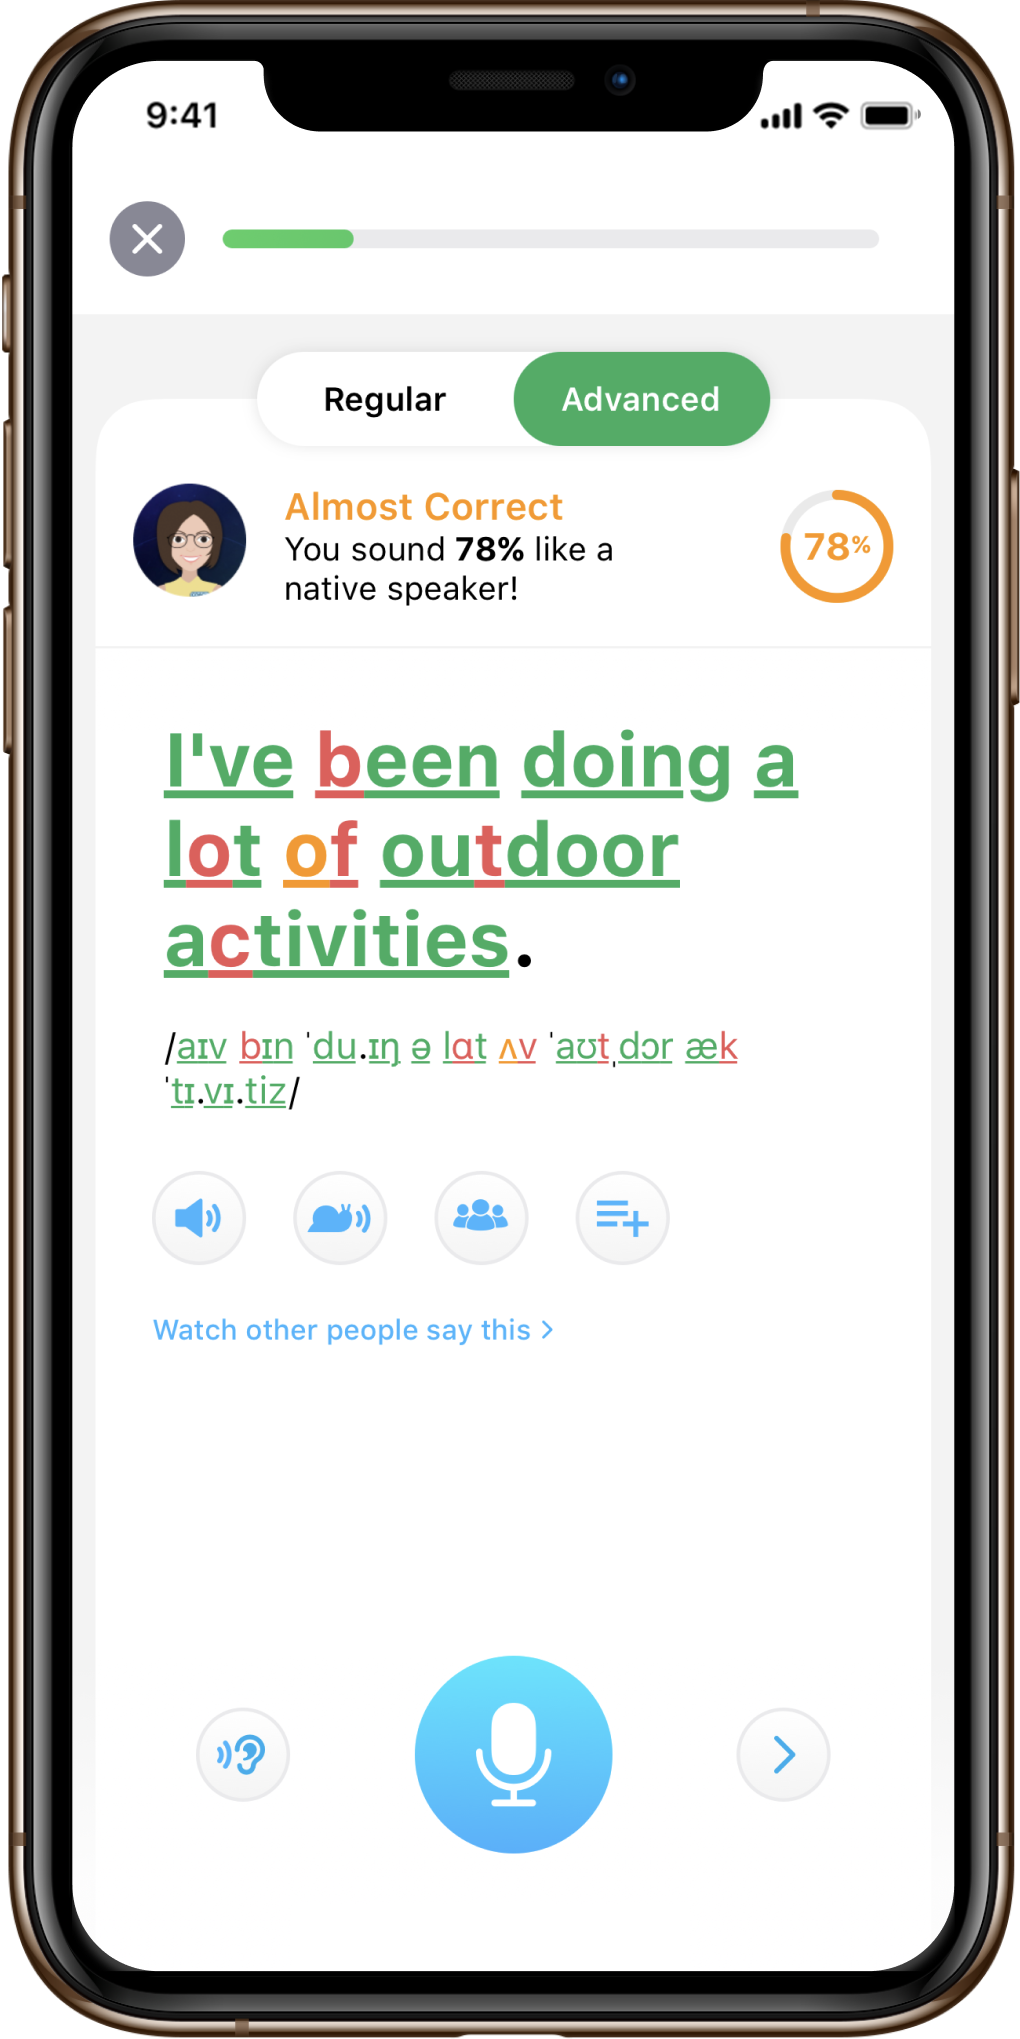 9:41
Regular Advanced
Almost Correct
You sound 78% like a
native speaker!
78%
I've been doing a
lot of outdoor
activities.
/aɪv bɪn ˈdu.ɪŋ ə lɑt ʌv ˈaʊtˌdɔr æk
ˈtɪ.vɪ.tiz/
Watch other people say this >